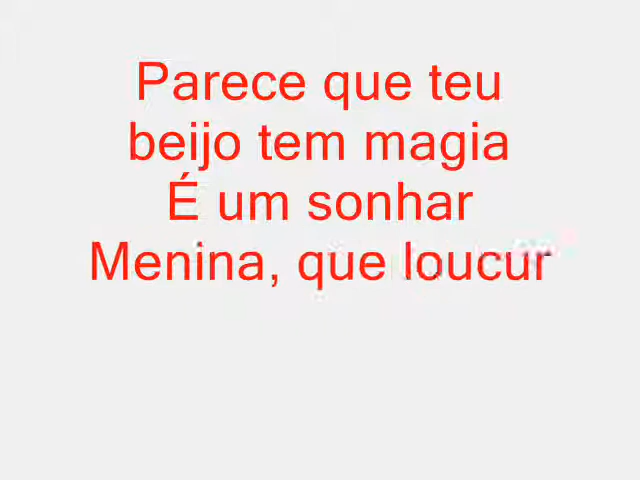 Parece que teu
beijo tem magia
É um sonhar
Menina, que loucur